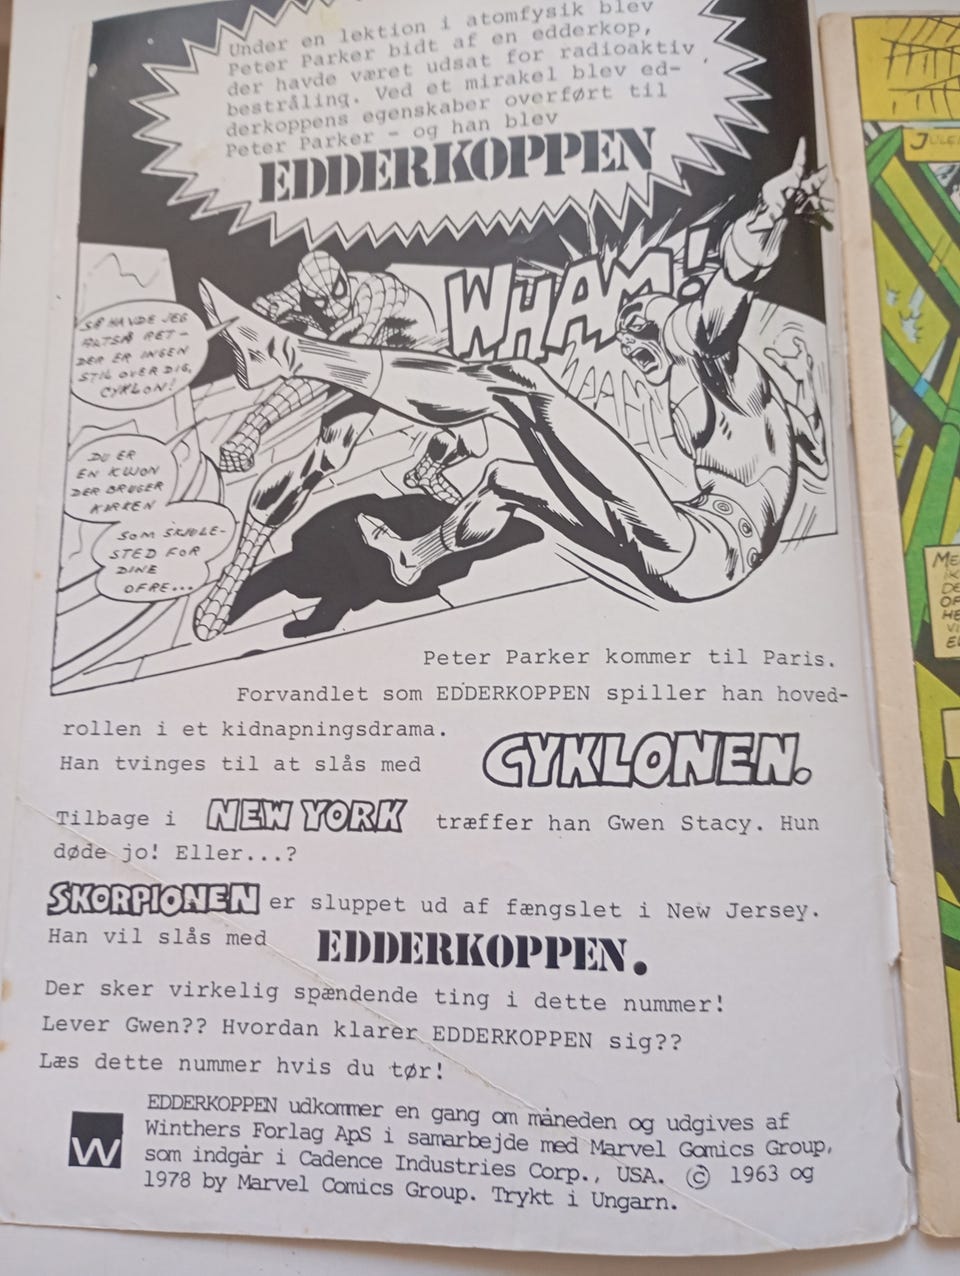 Under en lektion i atomfysik blev
Peter Parker bidt af en edderkop,
der havde været udsat for radioaktiv
bestråling. Ved et mirakel blev ed-
derkoppens egenskaber overført til
Peter Parker - og han blev
EDDERKOPPEN
WHAM!
SÅ HAVDE JEG
ALTSÅ RET -
DER ER INGEN
STIL OVER DIG,
CYKLON!
DU ER
EN KUJON
DER BRUGER
KIRKEN
SOM SKJULE-
STED FOR
DINE
OFRE...
Peter Parker kommer til Paris.
Forvandlet som EDDERKOPPEN spiller han hoved-
rollen i et kidnapningsdrama.
Han tvinges til at slås med CYKLONEN.
Tilbage i NEW YORK træffer han Gwen Stacy. Hun
døde jo! Eller...?
SKORPIONEN er sluppet ud af fængslet i New Jersey.
Han vil slås med EDDERKOPPEN.
Der sker virkelig spændende ting i dette nummer!
Lever Gwen?? Hvordan klarer EDDERKOPPEN sig??
Læs dette nummer hvis du tør!
W
EDDERKOPPEN udkommer en gang om måneden og udgives af
Winthers Forlag ApS i samarbejde med Marvel Comics Group,
som indgår i Cadence Industries Corp., USA. © 1963 og
1978 by Marvel Comics Group. Trykt i Ungarn.